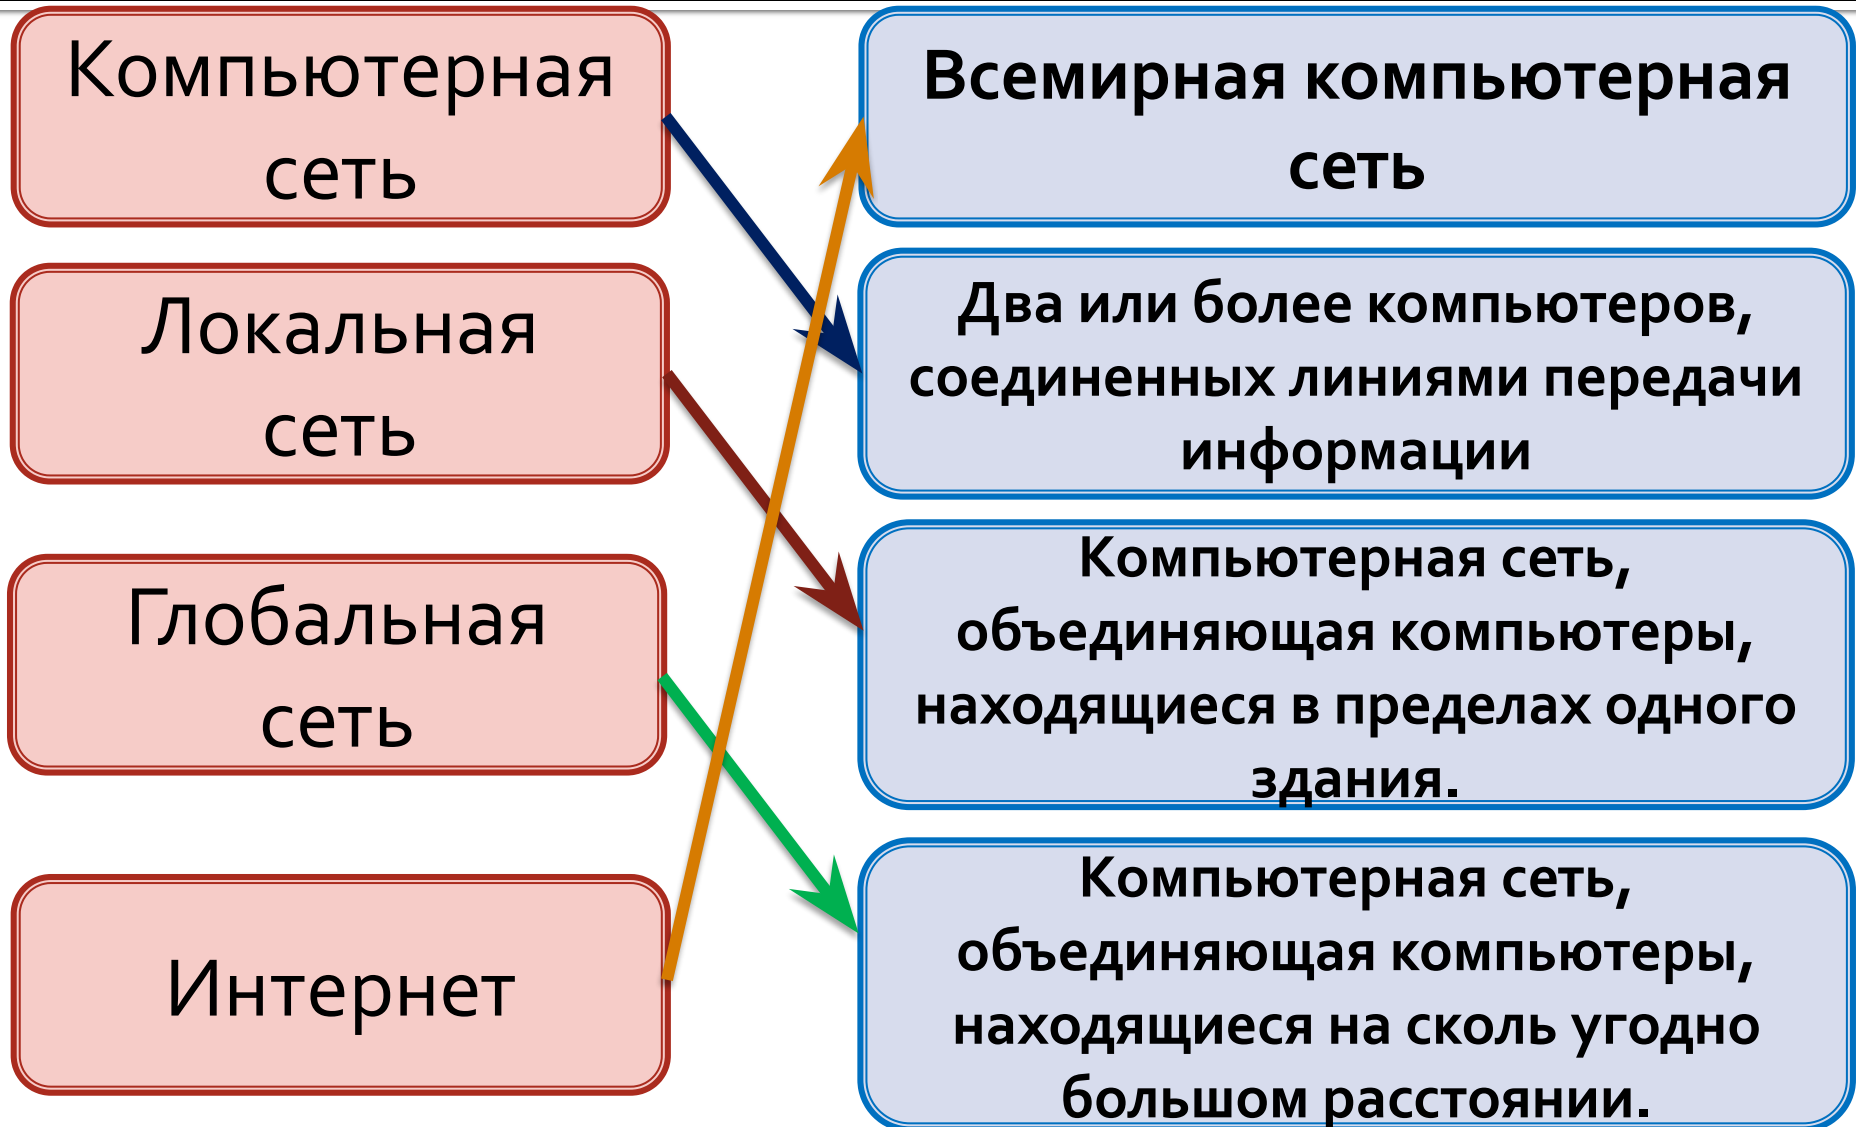 Компьютерная
сеть
Всемирная компьютерная
сеть
Локальная
сеть
Два или более компьютеров,
соединенных линиями передачи
информации
Глобальная
сеть
Компьютерная сеть,
объединяющая компьютеры,
находящиеся в пределах одного
здания.
Интернет
Компьютерная сеть,
объединяющая компьютеры,
находящиеся на сколь угодно
большом расстоянии.